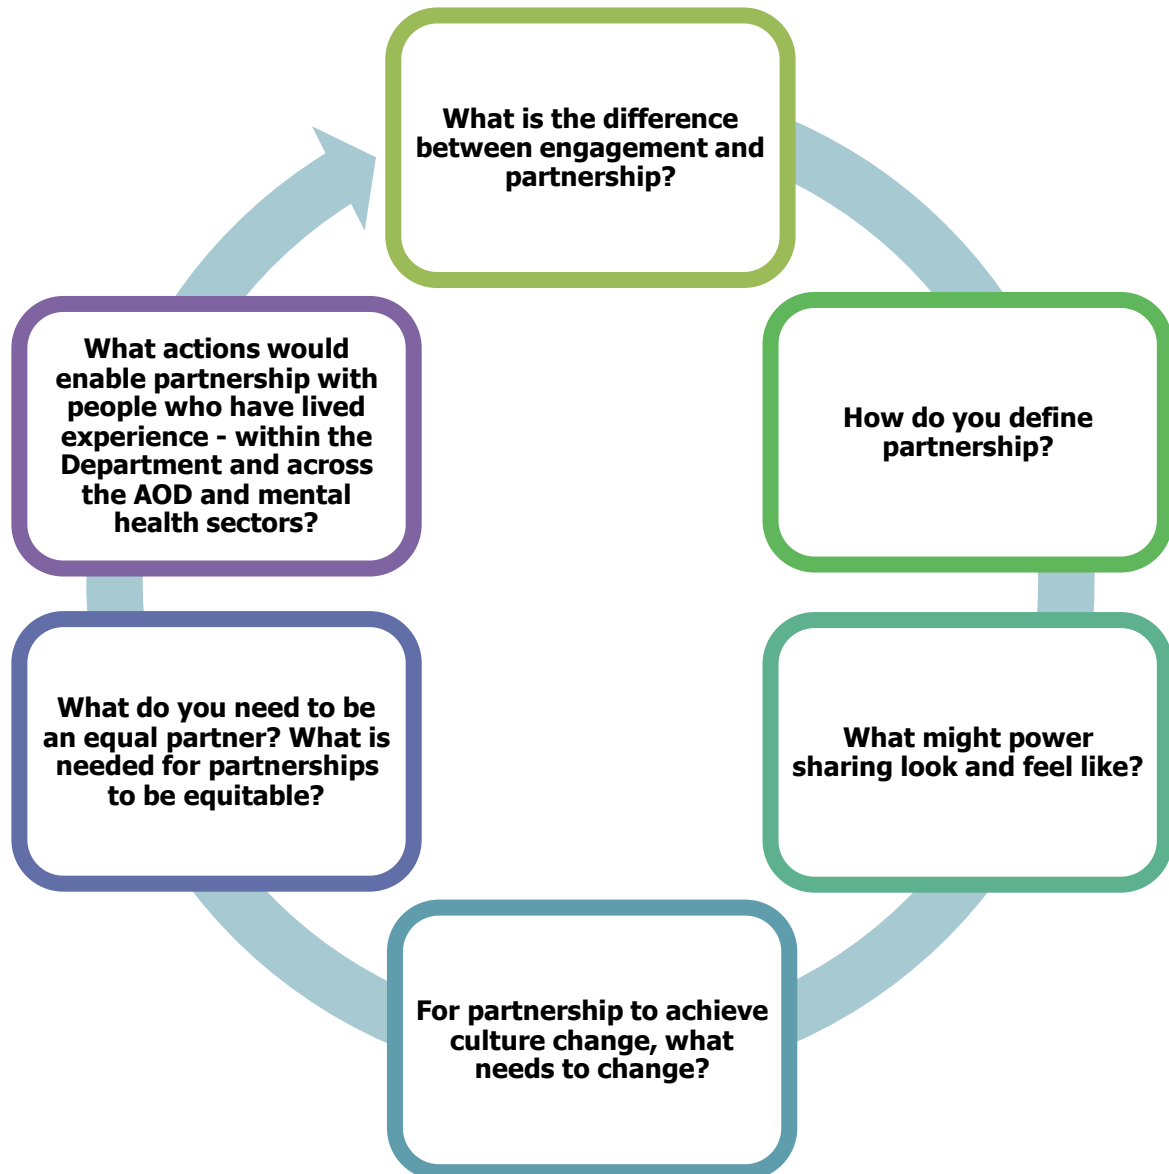 What is the difference
between engagement and
partnership?
How do you define
partnership?
What might power
sharing look and feel like?
For partnership to achieve
culture change, what
needs to change?
What do you need to be
an equal partner? What is
needed for partnerships
to be equitable?
What actions would
enable partnership with
people who have lived
experience - within the
Department and across
the AOD and mental
health sectors?